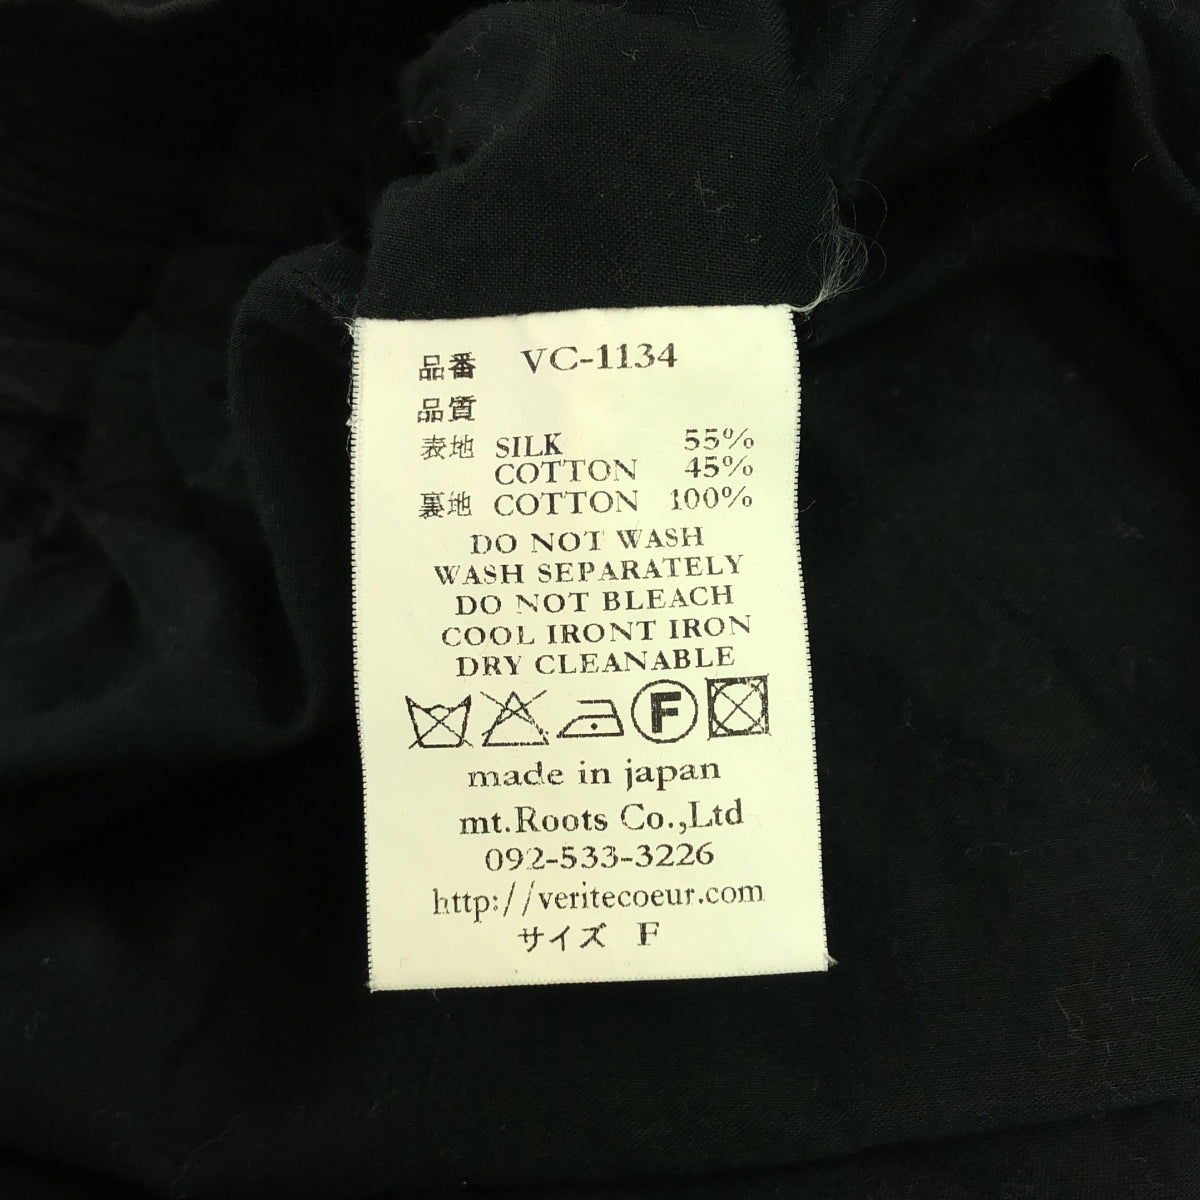 品番 VC-1134
品質
表地 SILK 55%
COTTON 45%
裏地 COTTON 100%
DO NOT WASH
WASH SEPARATELY
DO NOT BLEACH
COOL IRONT IRON
DRY CLEANABLE
F
made in japan
mt.Roots Co.,Ltd
092-533-3226
http://veritecoeur.com
サイズ F